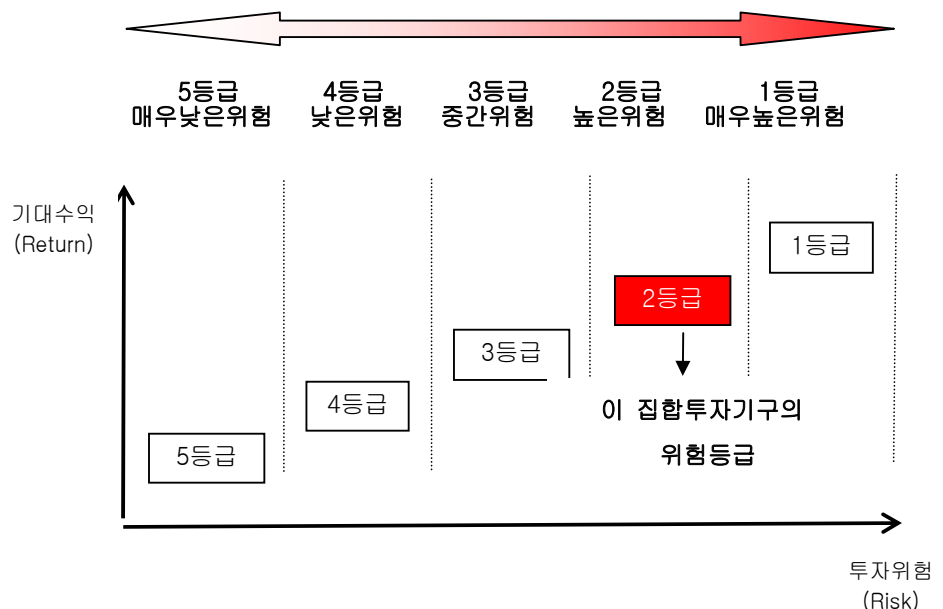 5등급
매우낮은위험
4등급
낮은위험
3등급
중간위험
2등급
높은위험
1등급
매우높은위험
기대수익
(Return)
1등급
2등급
3등급
4등급
5등급
이 집합투자기구의
위험등급
투자위험
(Risk)